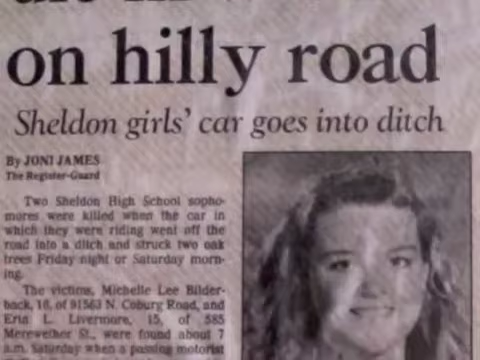 on hilly road
Sheldon girls' car goes into ditch
By JONI JAMES
The Register-Guard
Two Sheldon High School sopho-
mores were killed when the car in
which they were riding went off the
road into a ditch and struck two oak
trees Friday night or Saturday morn-
ing.
The victims, Michelle Lee Bilder-
back, 16, of 91563 N. Coburg Road, and
Erin L. Livermore, 15, of 585
Merewether St., were found about 7
a.m. Saturday when a passing motorist